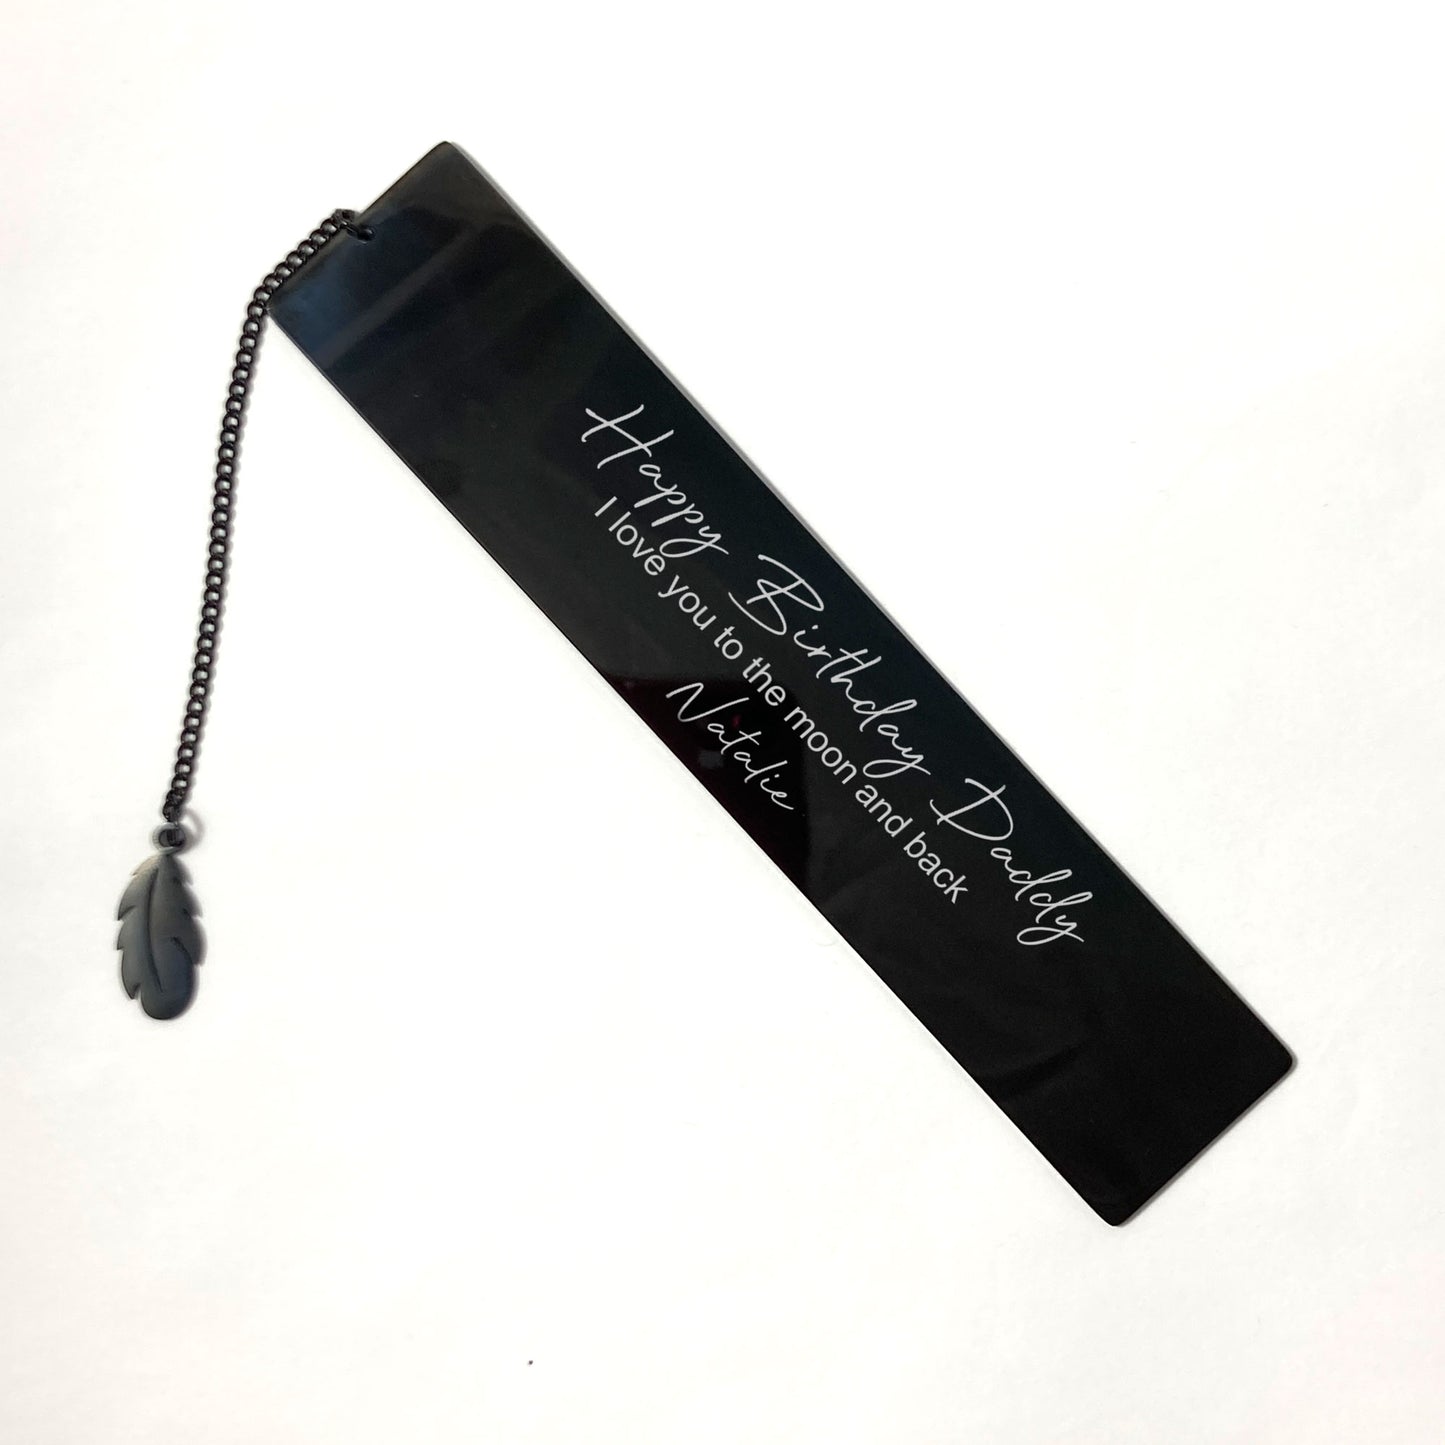 Happy Birthday Daddy
I love you to the moon and back
Natalie